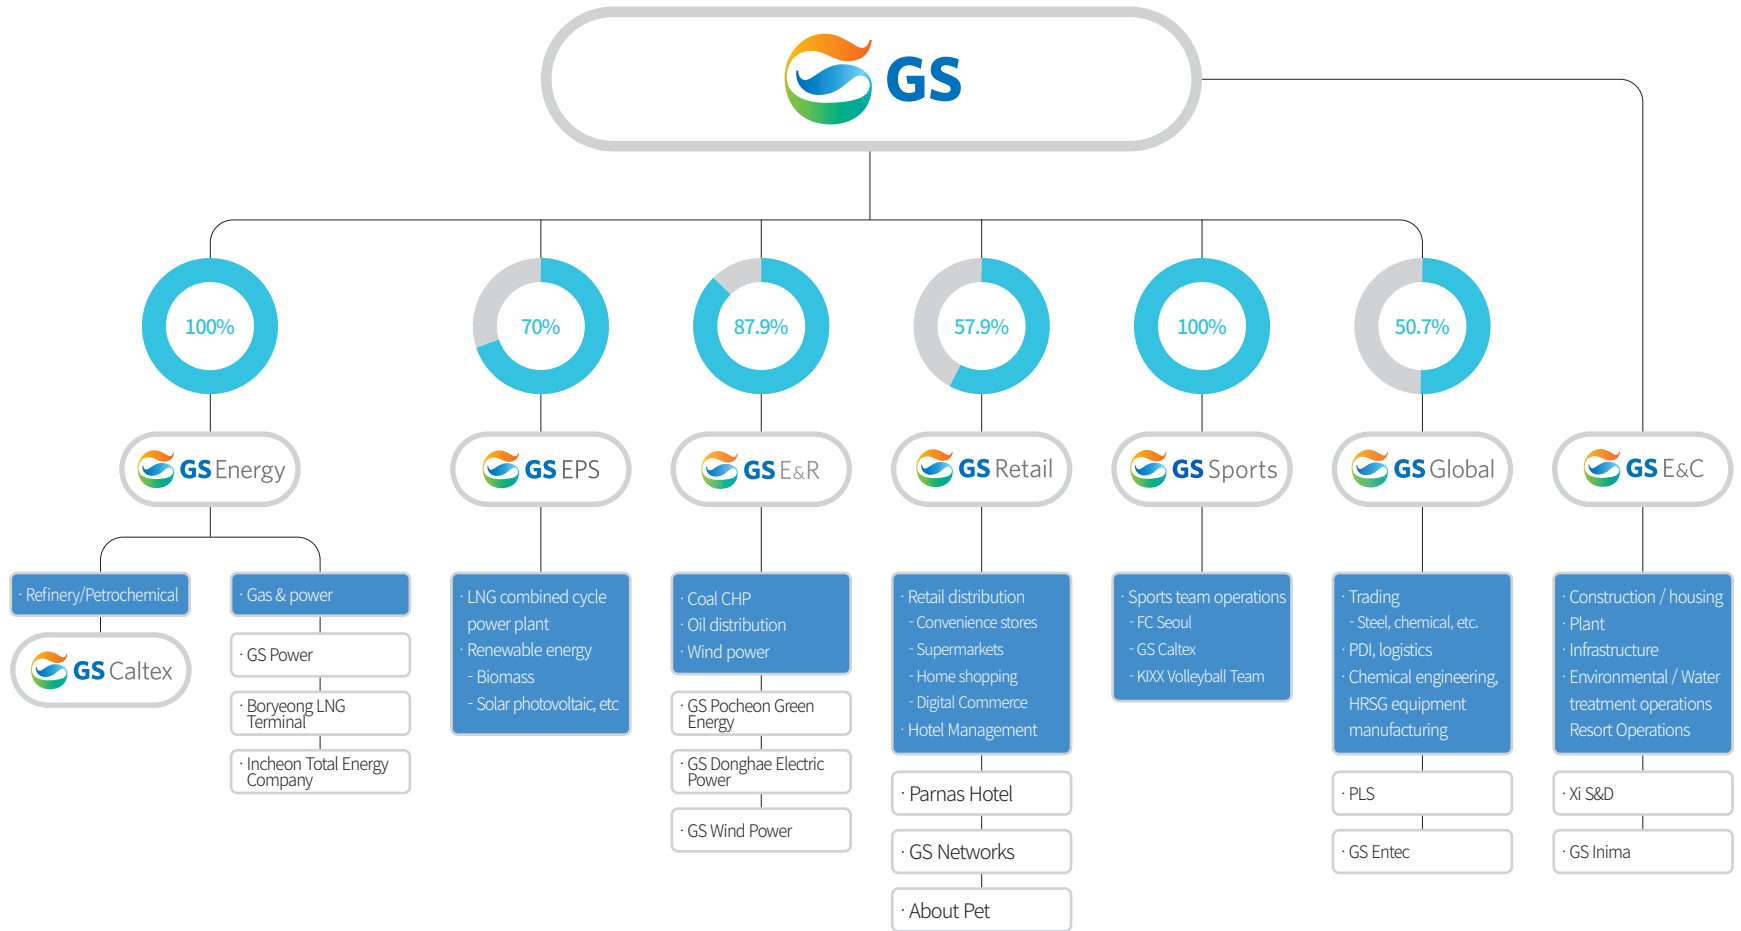 GS
100%
70%
87.9%
57.9%
100%
50.7%
GS Energy
GS EPS
GS E&R
GS Retail
GS Sports
GS Global
GS E&C
· Refinery/Petrochemical
GS Caltex
· Gas & power
· GS Power
· Boryeong LNG
Terminal
· Incheon Total Energy
Company
· LNG combined cycle
power plant
· Renewable energy
- Biomass
- Solar photovoltaic, etc
· Coal CHP
· Oil distribution
· Wind power
· GS Pocheon Green
Energy
· GS Donghae Electric
Power
· GS Wind Power
· Retail distribution
- Convenience stores
- Supermarkets
- Home shopping
- Digital Commerce
· Hotel Management
· Parnas Hotel
· GS Networks
· About Pet
· Sports team operations
- FC Seoul
- GS Caltex
- KIXX Volleyball Team
· Trading
- Steel, chemical, etc.
· PDI, logistics
· Chemical engineering,
HRSG equipment
manufacturing
· PLS
· GS Entec
· Construction / housing
· Plant
· Infrastructure
· Environmental / Water
treatment operations
Resort Operations
· Xi S&D
· GS Inima